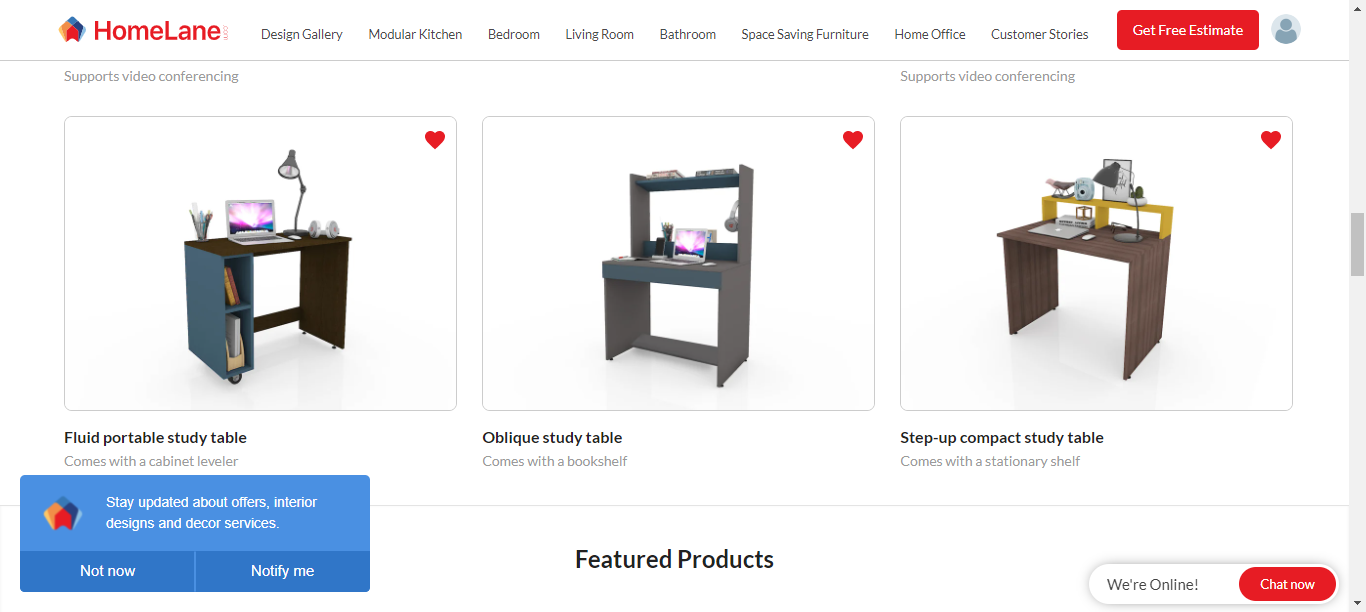 HomeLane
Design Gallery
Modular Kitchen
Bedroom
Living Room
Bathroom
Space Saving Furniture
Home Office
Customer Stories
Get Free Estimate
Supports video conferencing
Supports video conferencing
Fluid portable study table
Comes with a cabinet leveler
Oblique study table
Comes with a bookshelf
Step-up compact study table
Comes with a stationary shelf
Stay updated about offers, interior
designs and decor services.
Not now
Notify me
Featured Products
We're Online!
Chat now